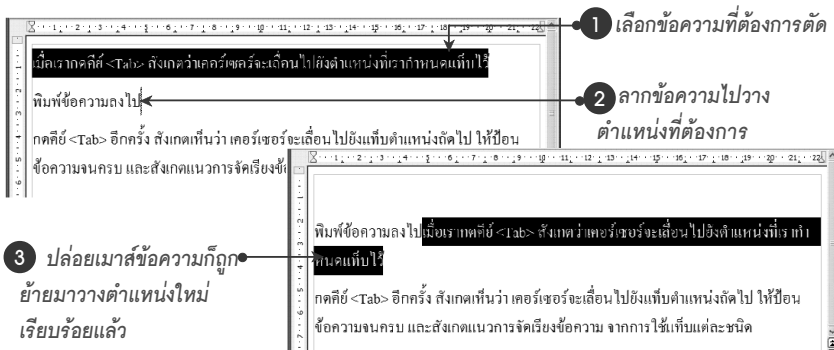 1 เลือกข้อความที่ต้องการตัด
เมื่อเรากดคีย์ <Tab> สังเกตว่าเคอร์เซอร์จะเลื่อนไปยังตำแหน่งที่เรากำหนดแท็บไว้
พิมพ์ข้อความลงไป
2 ลากข้อความไปวาง
ตำแหน่งที่ต้องการ
กดคีย์ <Tab> อีกครั้ง สังเกตเห็นว่า เคอร์เซอร์จะเลื่อนไปยังแท็บตำแหน่งถัดไป ให้ป้อน
ข้อความจนครบ และสังเกตแนวการจัดเรียงข้
พิมพ์ข้อความลงไปเมื่อเรากดคีย์ <Tab> สังเกตว่าเคอร์เซอร์จะเลื่อนไปยังตำแหน่งที่เรากำ
หนดแท็บไว้
กดคีย์ <Tab> อีกครั้ง สังเกตเห็นว่า เคอร์เซอร์จะเลื่อนไปยังแท็บตำแหน่งถัดไป ให้ป้อน
ข้อความจนครบ และสังเกตแนวการจัดเรียงข้อความ จากการใช้แท็บแต่ละชนิด
3 ปล่อยเมาส์ข้อความก็ถูก
ย้ายมาวางตำแหน่งใหม่
เรียบร้อยแล้ว